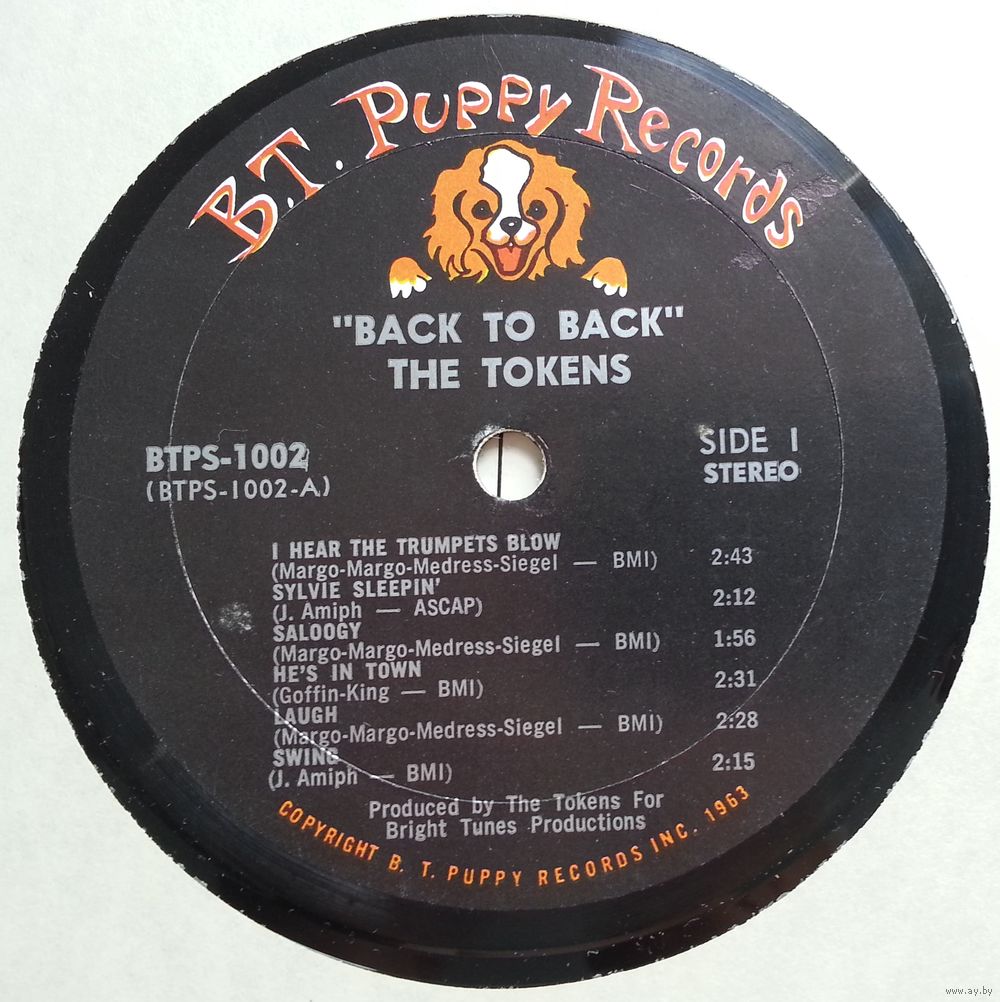 B.T. Puppy Records
"BACK TO BACK"
THE TOKENS
BTPS-1002
(BTPS-1002-A)
SIDE 1
STEREO
I HEAR THE TRUMPETS BLOW
(Margo-Margo-Medress-Siegel — BMI) 2:43
SYLVIE SLEEPIN'
(J. Amiph — ASCAP) 2:12
SALOOGY
(Margo-Margo-Medress-Siegel — BMI) 1:56
HE'S IN TOWN
(Goffin-King — BMI) 2:31
LAUGH
(Margo-Margo-Medress-Siegel — BMI) 2:28
SWING
(J. Amiph — BMI) 2:15
Produced by The Tokens For
Bright Tunes Productions
COPYRIGHT B. T. PUPPY RECORDS INC. 1963
www.ay.by